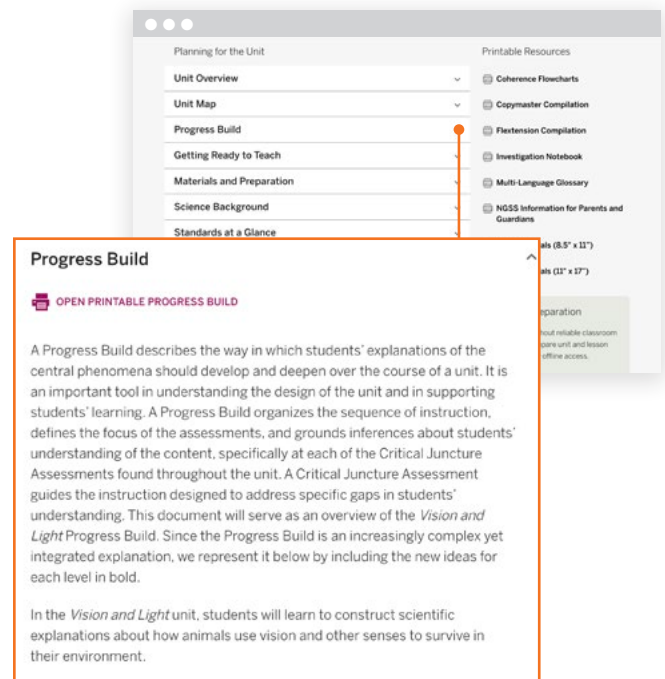 Planning for the Unit
Unit Overview
Unit Map
Progress Build
Getting Ready to Teach
Materials and Preparation
Science Background
Standards at a Glance
Printable Resources
Coherence Flowcharts
Copymaster Compilation
Flextension Compilation
Investigation Notebook
Multi-Language Glossary
NGSS Information for Parents and
Guardians
(8.5" x 11")
(11" x 17")
reliable classroom
unit and lesson
offline access.
Progress Build
OPEN PRINTABLE PROGRESS BUILD
A Progress Build describes the way in which students' explanations of the
central phenomena should develop and deepen over the course of a unit. It is
an important tool in understanding the design of the unit and in supporting
students' learning. A Progress Build organizes the sequence of instruction,
defines the focus of the assessments, and grounds inferences about students'
understanding of the content, specifically at each of the Critical Juncture
Assessments found throughout the unit. A Critical Juncture Assessment
guides the instruction designed to address specific gaps in students'
understanding. This document will serve as an overview of the Vision and
Light Progress Build. Since the Progress Build is an increasingly complex yet
integrated explanation, we represent it below by including the new ideas for
each level in bold.
In the Vision and Light unit, students will learn to construct scientific
explanations about how animals use vision and other senses to survive in
their environment.